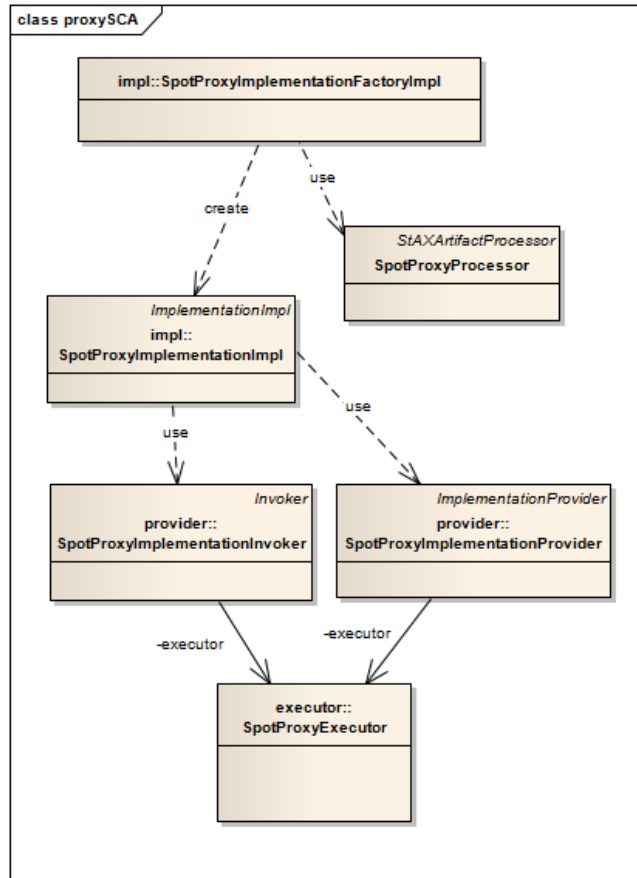 class proxySCA
impl::SpotProxyImplementationFactoryImpl
use
create
StAXArtifactProcessor
SpotProxyProcessor
ImplementationImpl
impl::
SpotProxyImplementationImpl
use
use
Invoker
provider::
SpotProxyImplementationInvoker
ImplementationProvider
provider::
SpotProxyImplementationProvider
-executor
-executor
executor::
SpotProxyExecutor